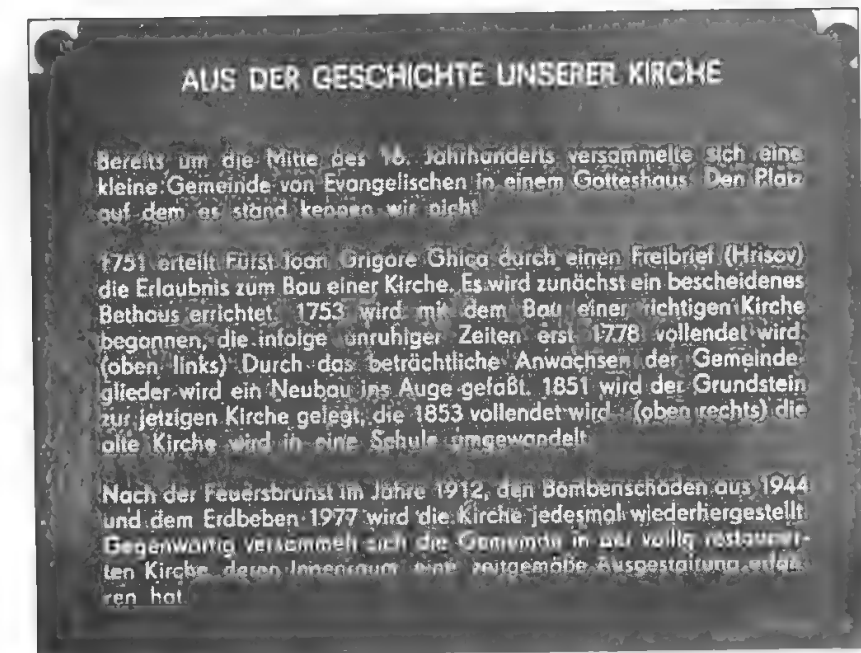 AUS DER GESCHICHTE UNSERER KIRCHE
Bereits um die Mitte des 16. Jahrhunderts versammelte sich eine
kleine Gemeinde von Evangelischen in einem Gotteshaus. Den Platz
auf dem es stand kennen wir nicht
1751 erteilt Fürst Ioan Grigore Ghica durch einen Freibrief (Hrisov)
die Erlaubnis zum Bau einer Kirche. Es wird zunächst ein bescheidenes
Bethaus errichtet. 1753 wird mit dem Bau einer richtigen Kirche
begonnen, die infolge unruhiger Zeiten erst 1778 vollendet wird.
(oben links) Durch das beträchtliche Anwachsen der Gemeinde-
glieder wird ein Neubau ins Auge gefaßt. 1851 wird der Grundstein
zur jetzigen Kirche gelegt, die 1853 vollendet wird (oben rechts) die
alte Kirche wird in eine Schule umgewandelt
Nach der Feuersbrunst im Jahre 1912, den Bombenschäden aus 1944
und dem Erdbeben 1977 wird die Kirche jedesmal wiederhergestellt
Gegenwärtig versammelt sich die Gemeinde in der völlig restaurier-
ten Kirche, deren Innenraum eine zeitgemäße Ausgestaltung erfah-
ren hat.